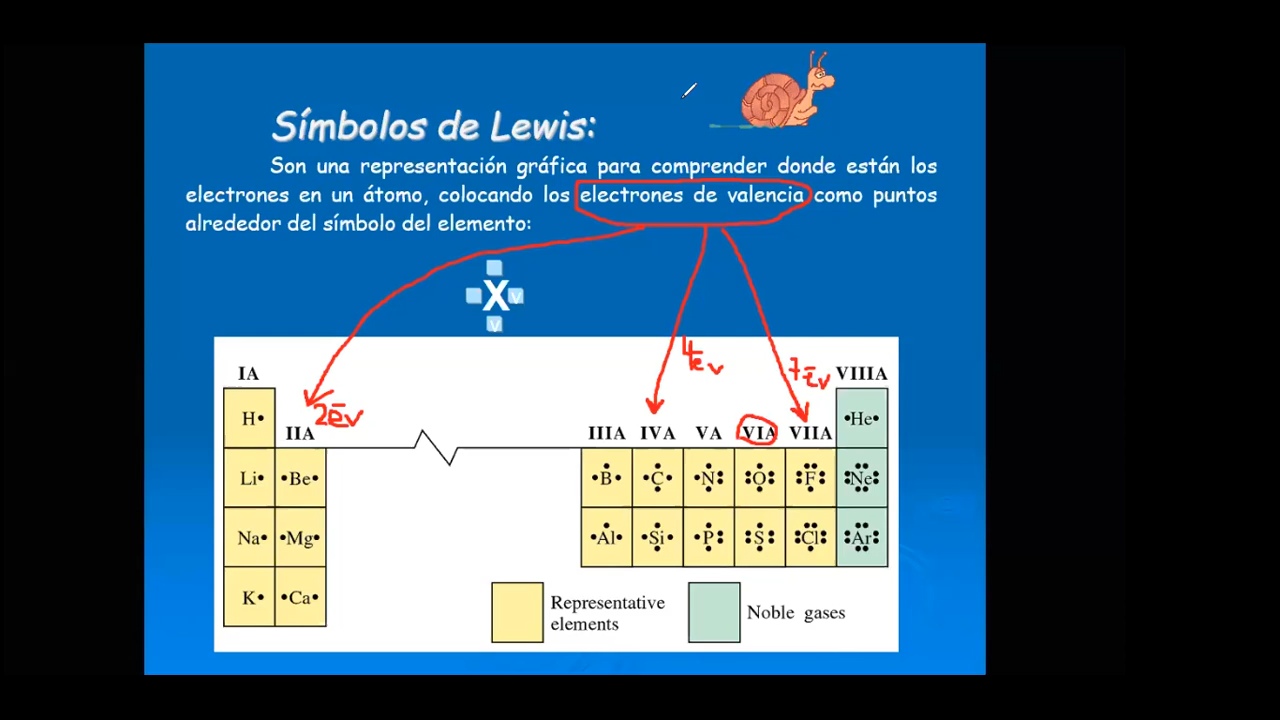 Símbolos de Lewis:
Son una representación gráfica para comprender donde están los
electrones en un átomo, colocando los electrones de valencia como puntos
alrededor del símbolo del elemento:
X v
v
4ēv
7ēv
IA VIIIA
H• •He•
2ēv
IIA IIIA IVA VA VIA VIIA
Li Be B C N O F Ne
Na Mg Al Si P S Cl Ar
K Ca
Representative
elements
Noble gases